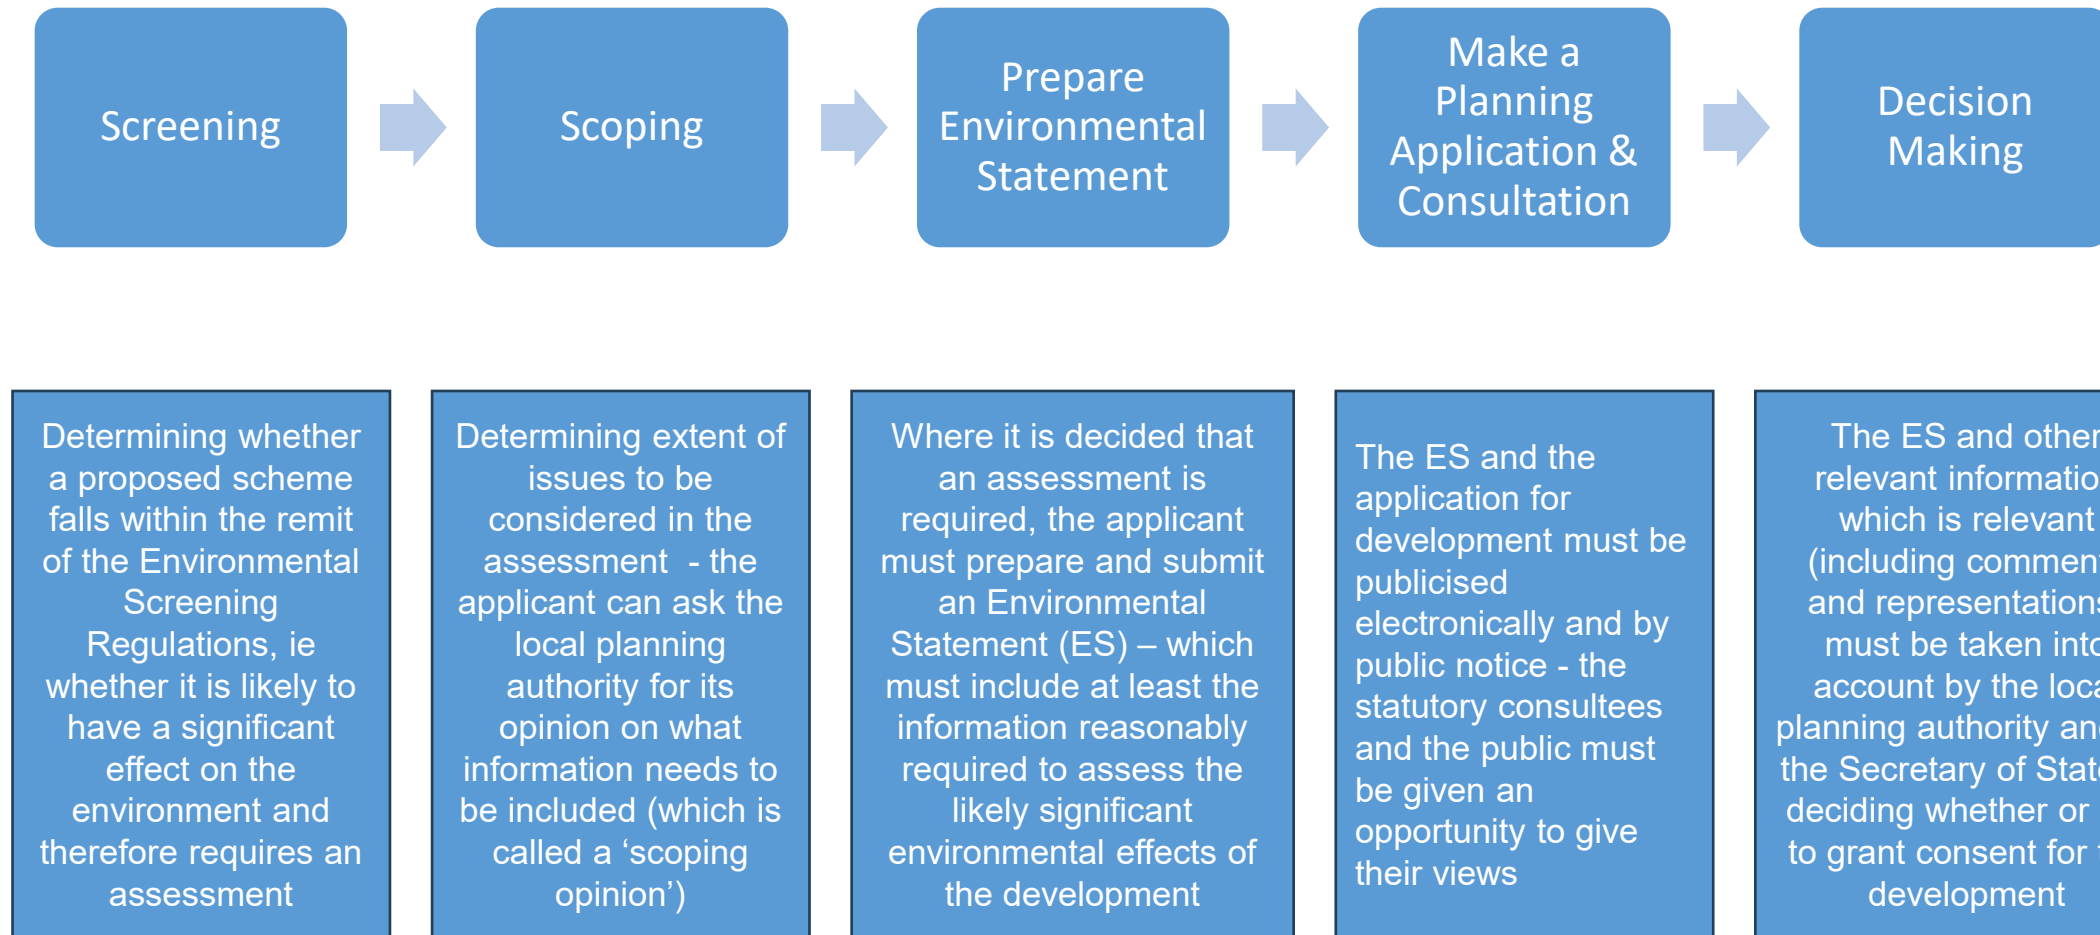 Screening
Scoping
Prepare
Environmental
Statement
Make a
Planning
Application &
Consultation
Decision
Making
Determining whether
a proposed scheme
falls within the remit
of the Environmental
Screening
Regulations, ie
whether it is likely to
have a significant
effect on the
environment and
therefore requires an
assessment
Determining extent of
issues to be
considered in the
assessment  - the
applicant can ask the
local planning
authority for its
opinion on what
information needs to
be included (which is
called a ‘scoping
opinion’)
Where it is decided that
an assessment is
required, the applicant
must prepare and submit
an Environmental
Statement (ES) – which
must include at least the
information reasonably
required to assess the
likely significant
environmental effects of
the development
The ES and the
application for
development must be
publicised
electronically and by
public notice - the
statutory consultees
and the public must
be given an
opportunity to give
their views
The ES and other
relevant
which is relevant
(including
and
must be taken
account by the
planning authority
the Secretary of
deciding whether or
to grant consent for
development